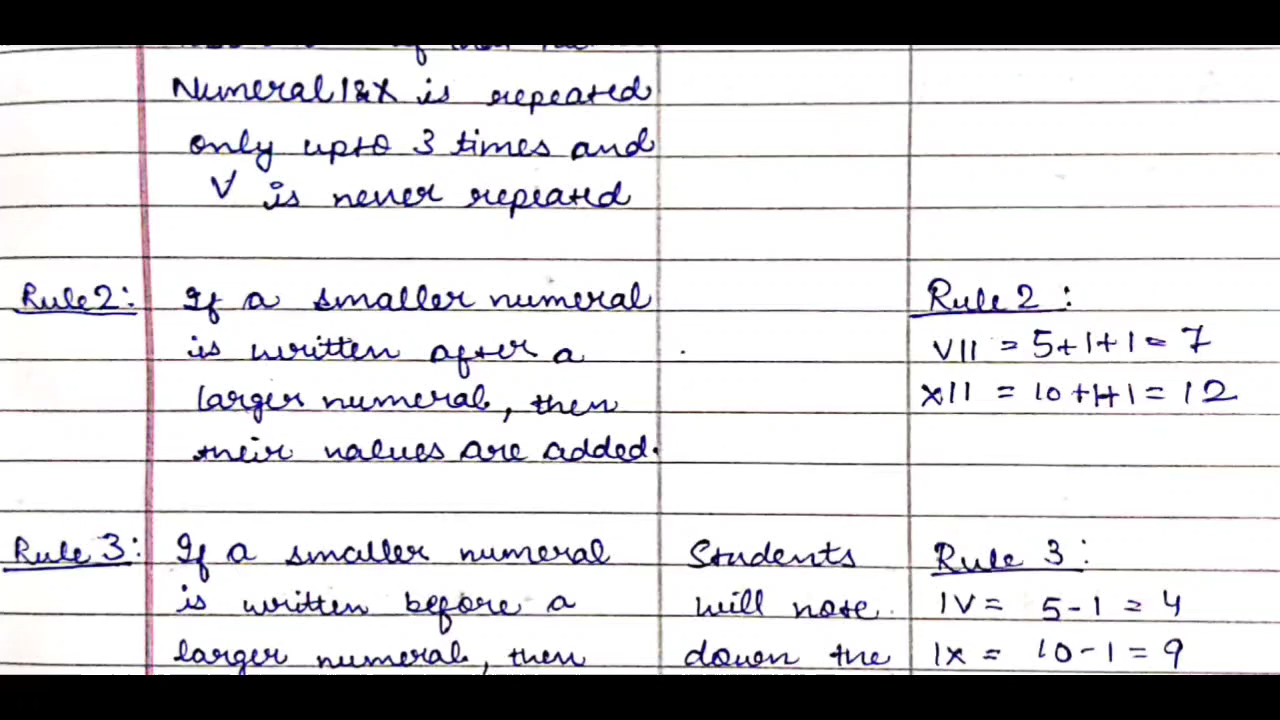 Numeral I & X is repeated
only upto 3 times and
V is never repeated
Rule 2: If a smaller numeral
is written after a
larger numeral, then
their values are added.
Rule 2:
VII = 5+1+1= 7
XII = 10+1+1= 12
Rule 3: If a smaller numeral
is written before a
larger numeral, then
Students
will note
down the
Rule 3:
IV = 5-1 = 4
IX = 10-1 = 9